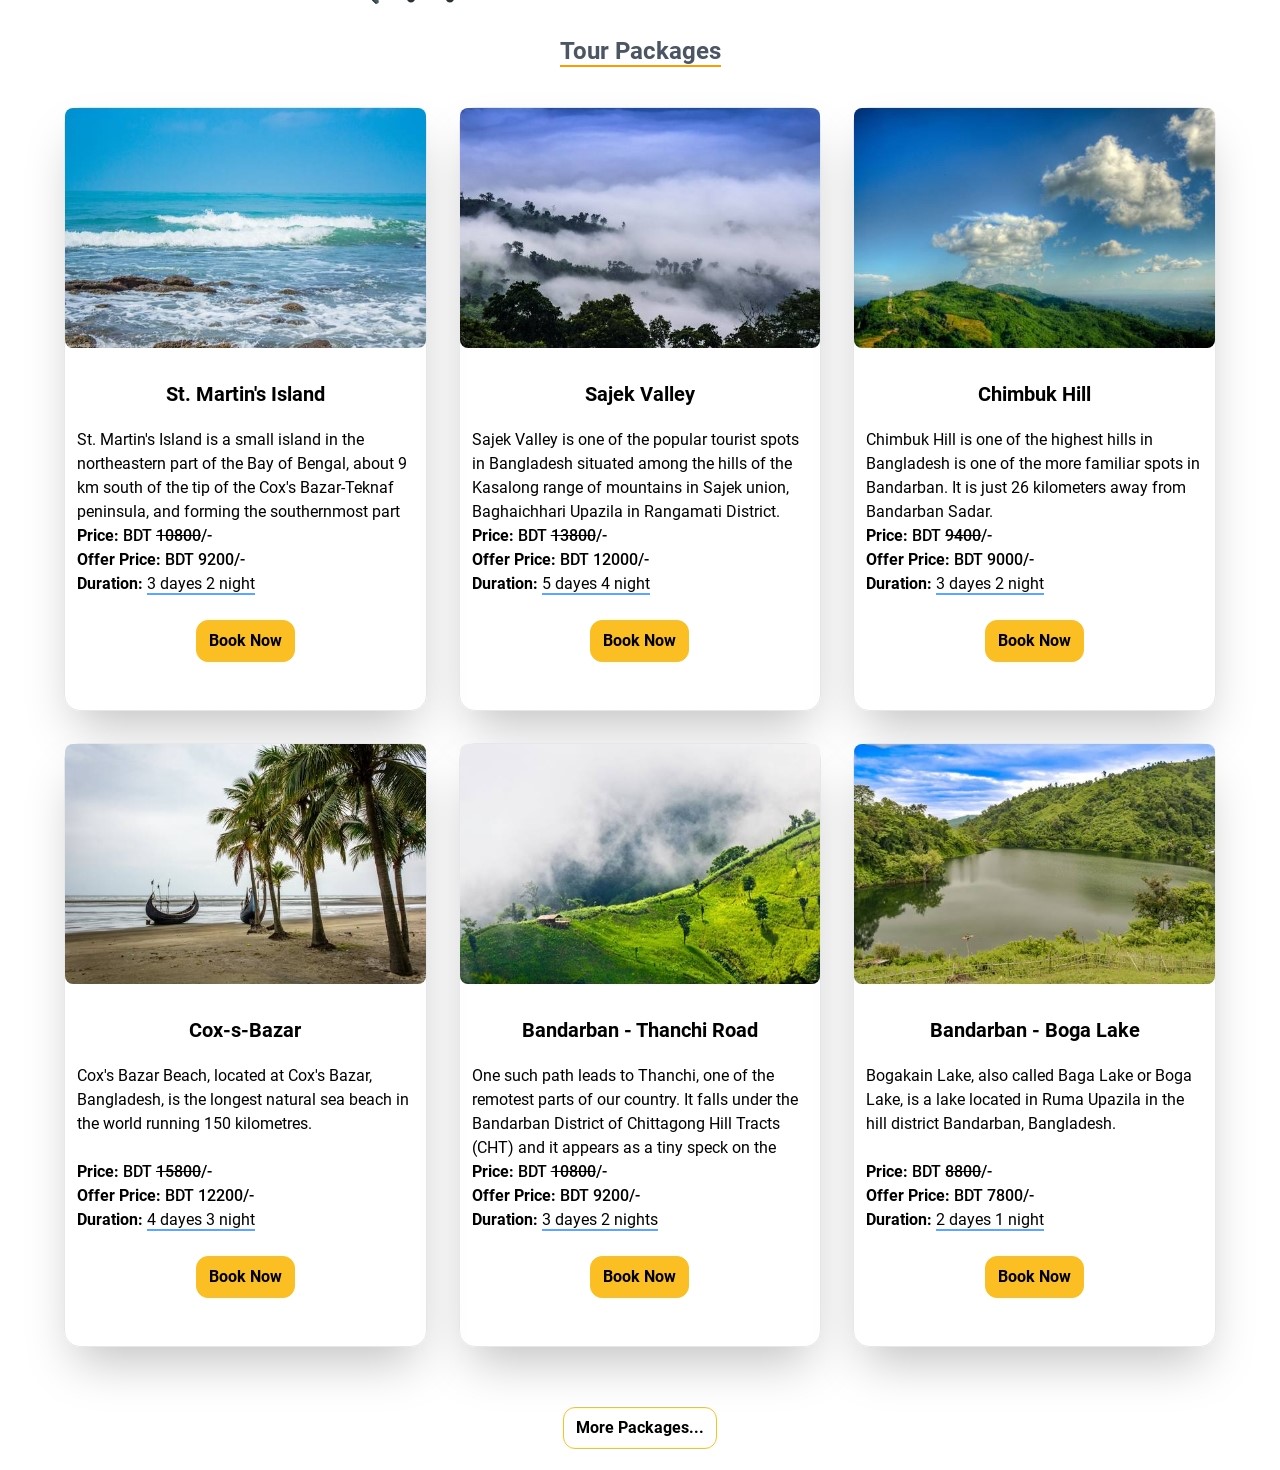 Tour Packages
St. Martin's Island
St. Martin's Island is a small island in the
northeastern part of the Bay of Bengal, about 9
km south of the tip of the Cox's Bazar-Teknaf
peninsula, and forming the southernmost part
Price: BDT 10800/-
Offer Price: BDT 9200/-
Duration: 3 dayes 2 night
Book Now
Sajek Valley
Sajek Valley is one of the popular tourist spots
in Bangladesh situated among the hills of the
Kasalong range of mountains in Sajek union,
Baghaichhari Upazila in Rangamati District.
Price: BDT 13800/-
Offer Price: BDT 12000/-
Duration: 5 dayes 4 night
Book Now
Chimbuk Hill
Chimbuk Hill is one of the highest hills in
Bangladesh is one of the more familiar spots in
Bandarban. It is just 26 kilometers away from
Bandarban Sadar.
Price: BDT 9400/-
Offer Price: BDT 9000/-
Duration: 3 dayes 2 night
Book Now
Cox-s-Bazar
Cox's Bazar Beach, located at Cox's Bazar,
Bangladesh, is the longest natural sea beach in
the world running 150 kilometres.
Price: BDT 15800/-
Offer Price: BDT 12200/-
Duration: 4 dayes 3 night
Book Now
Bandarban - Thanchi Road
One such path leads to Thanchi, one of the
remotest parts of our country. It falls under the
Bandarban District of Chittagong Hill Tracts
(CHT) and it appears as a tiny speck on the
Price: BDT 10800/-
Offer Price: BDT 9200/-
Duration: 3 dayes 2 nights
Book Now
Bandarban - Boga Lake
Bogakain Lake, also called Baga Lake or Boga
Lake, is a lake located in Ruma Upazila in the
hill district Bandarban, Bangladesh.
Price: BDT 8800/-
Offer Price: BDT 7800/-
Duration: 2 dayes 1 night
Book Now
More Packages...